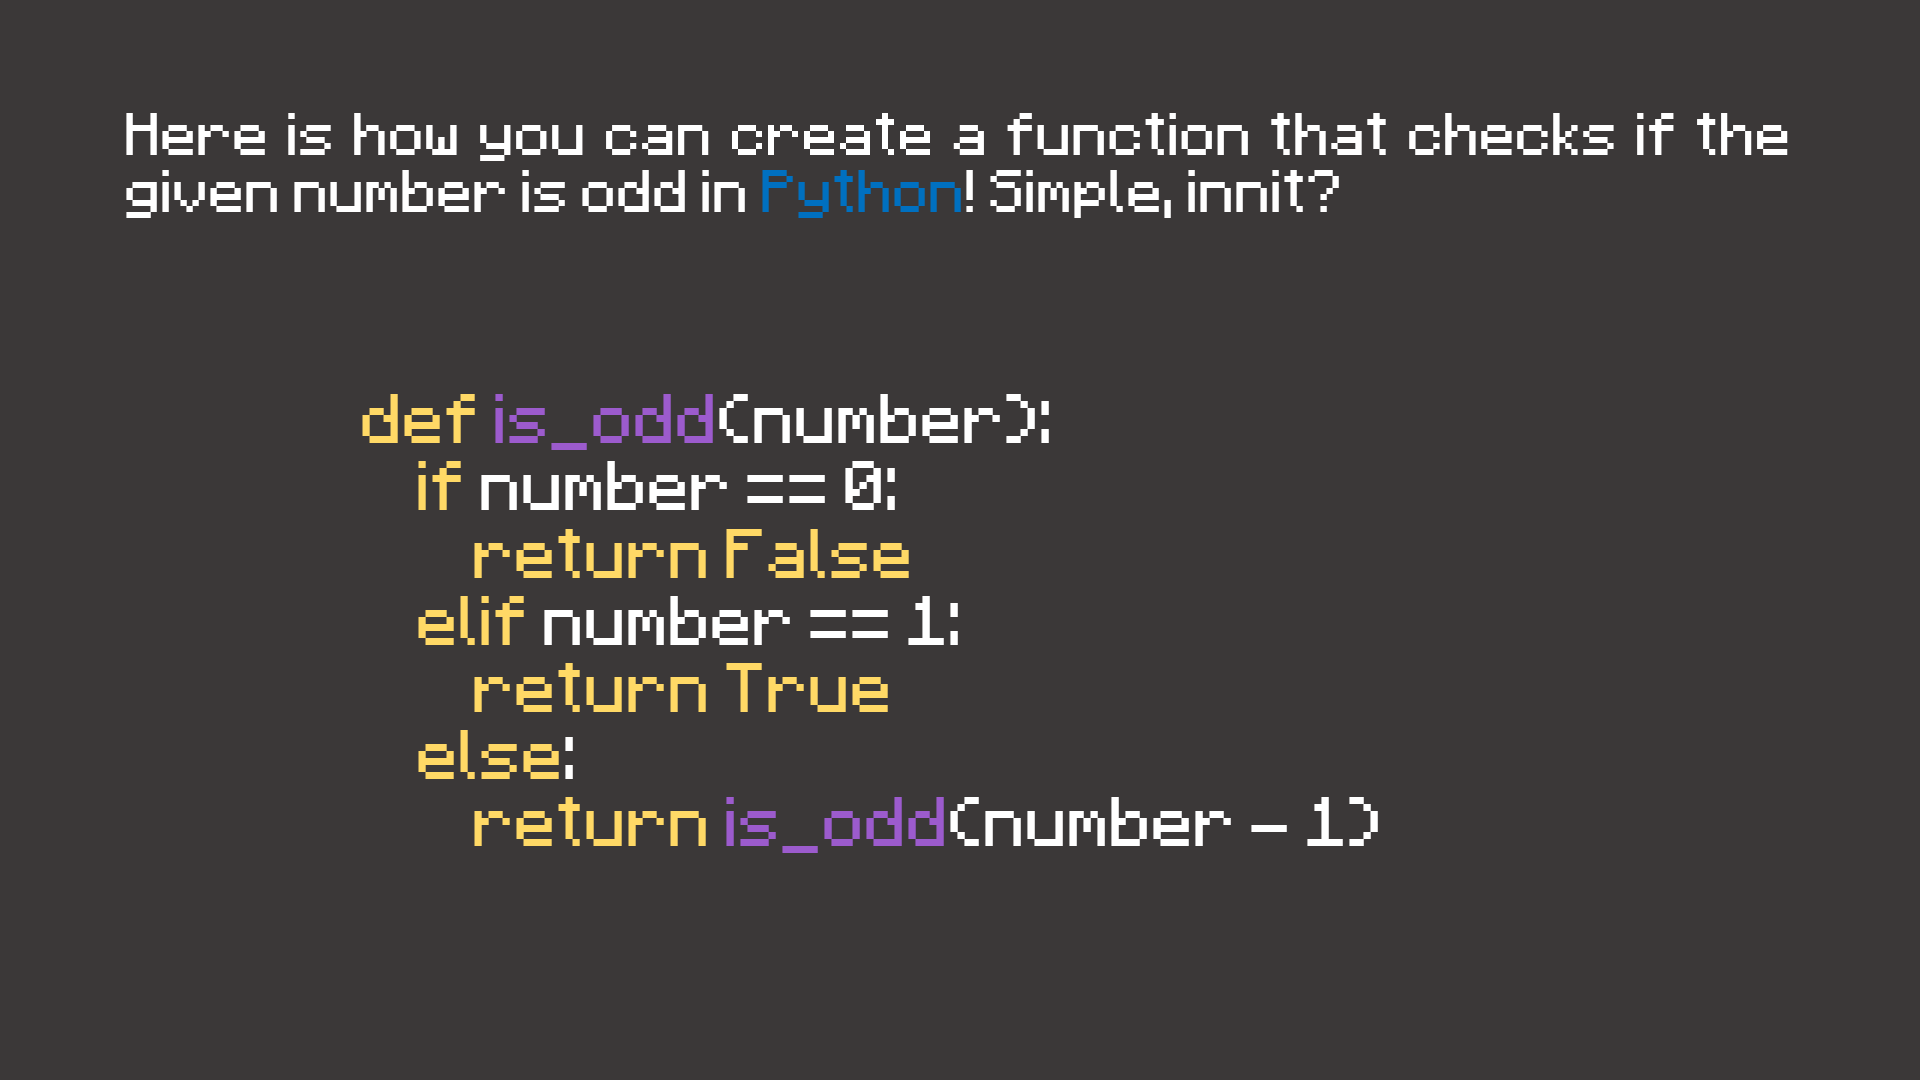 Here is how you can create a function that checks if the
given number is odd in Python! Simple, innit?
def is_odd(number):
if number == 0:
return False
elif number == 1:
return True
else:
return is_odd(number - 1)